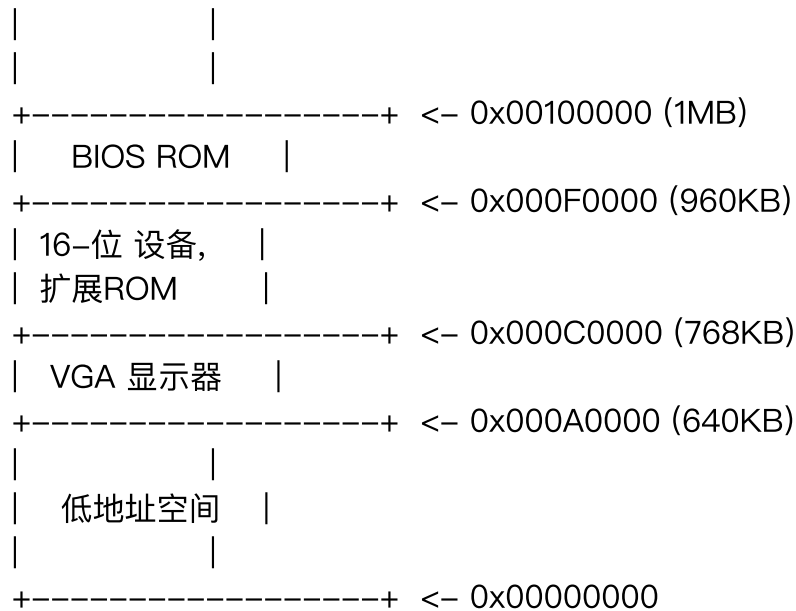 |                    |
|                    |
+------------------+  <- 0x00100000 (1MB)
|     BIOS ROM     |
+------------------+  <- 0x000F0000 (960KB)
|  16-位 设备,     |
|  扩展ROM        |
+------------------+  <- 0x000C0000 (768KB)
|   VGA 显示器     |
+------------------+  <- 0x000A0000 (640KB)
|                    |
|    低地址空间    |
|                    |
+------------------+  <- 0x00000000